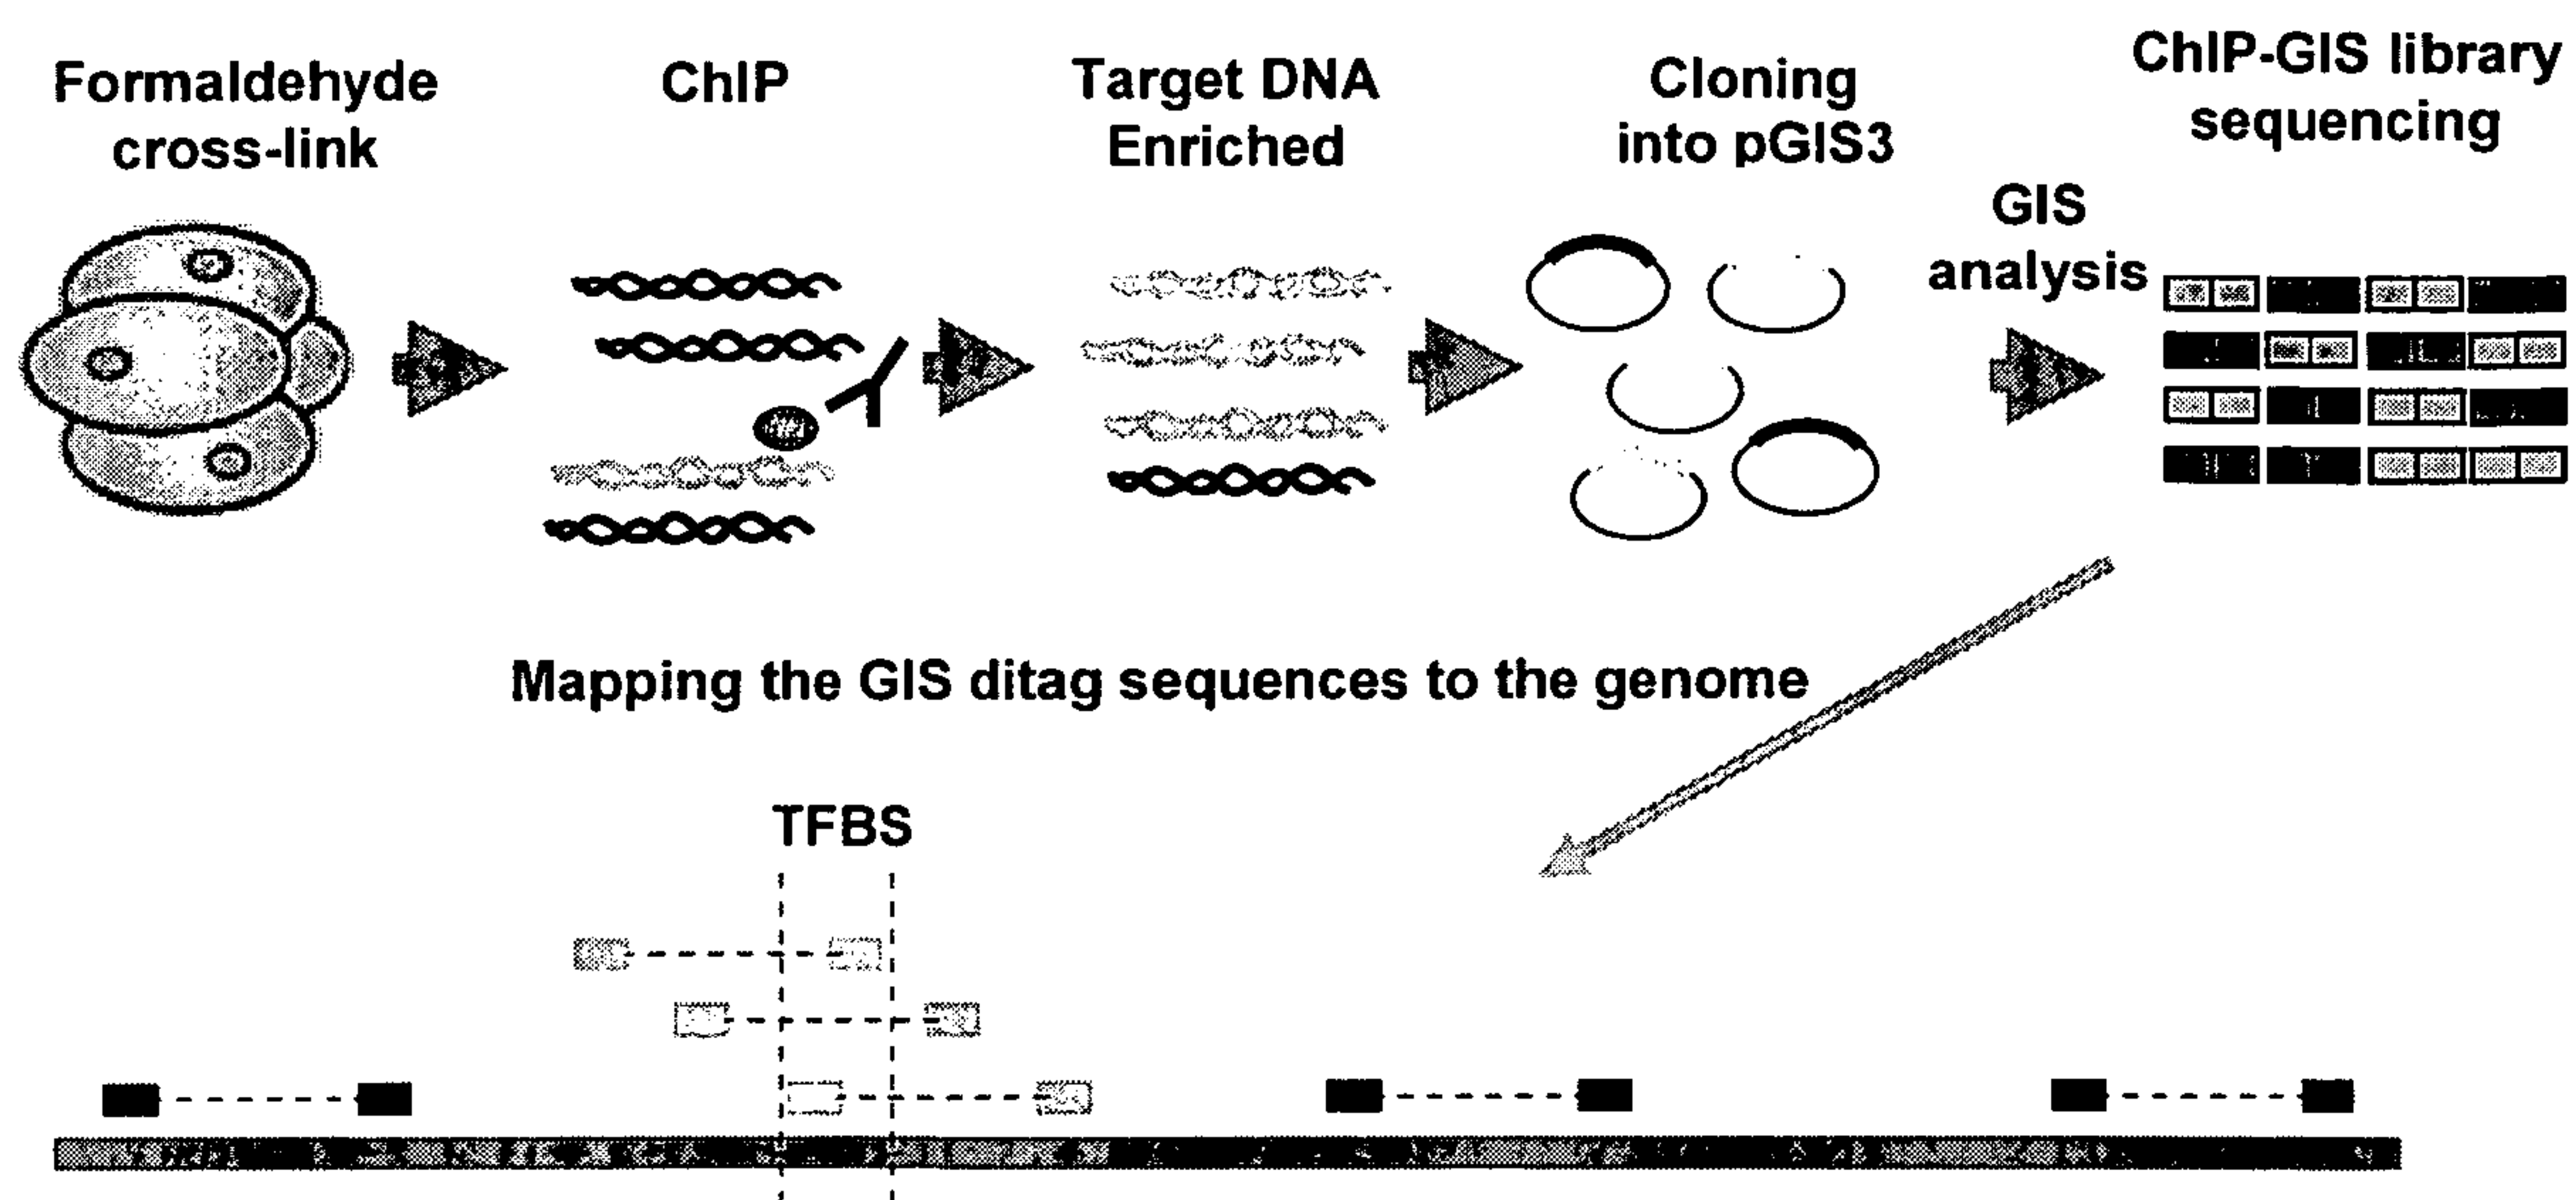 Formaldehyde
cross-link
ChIP
Target DNA
Enriched
Cloning
into pGIS3
GIS
analysis
ChIP-GIS library
sequencing
Mapping the GIS ditag sequences to the genome
TFBS